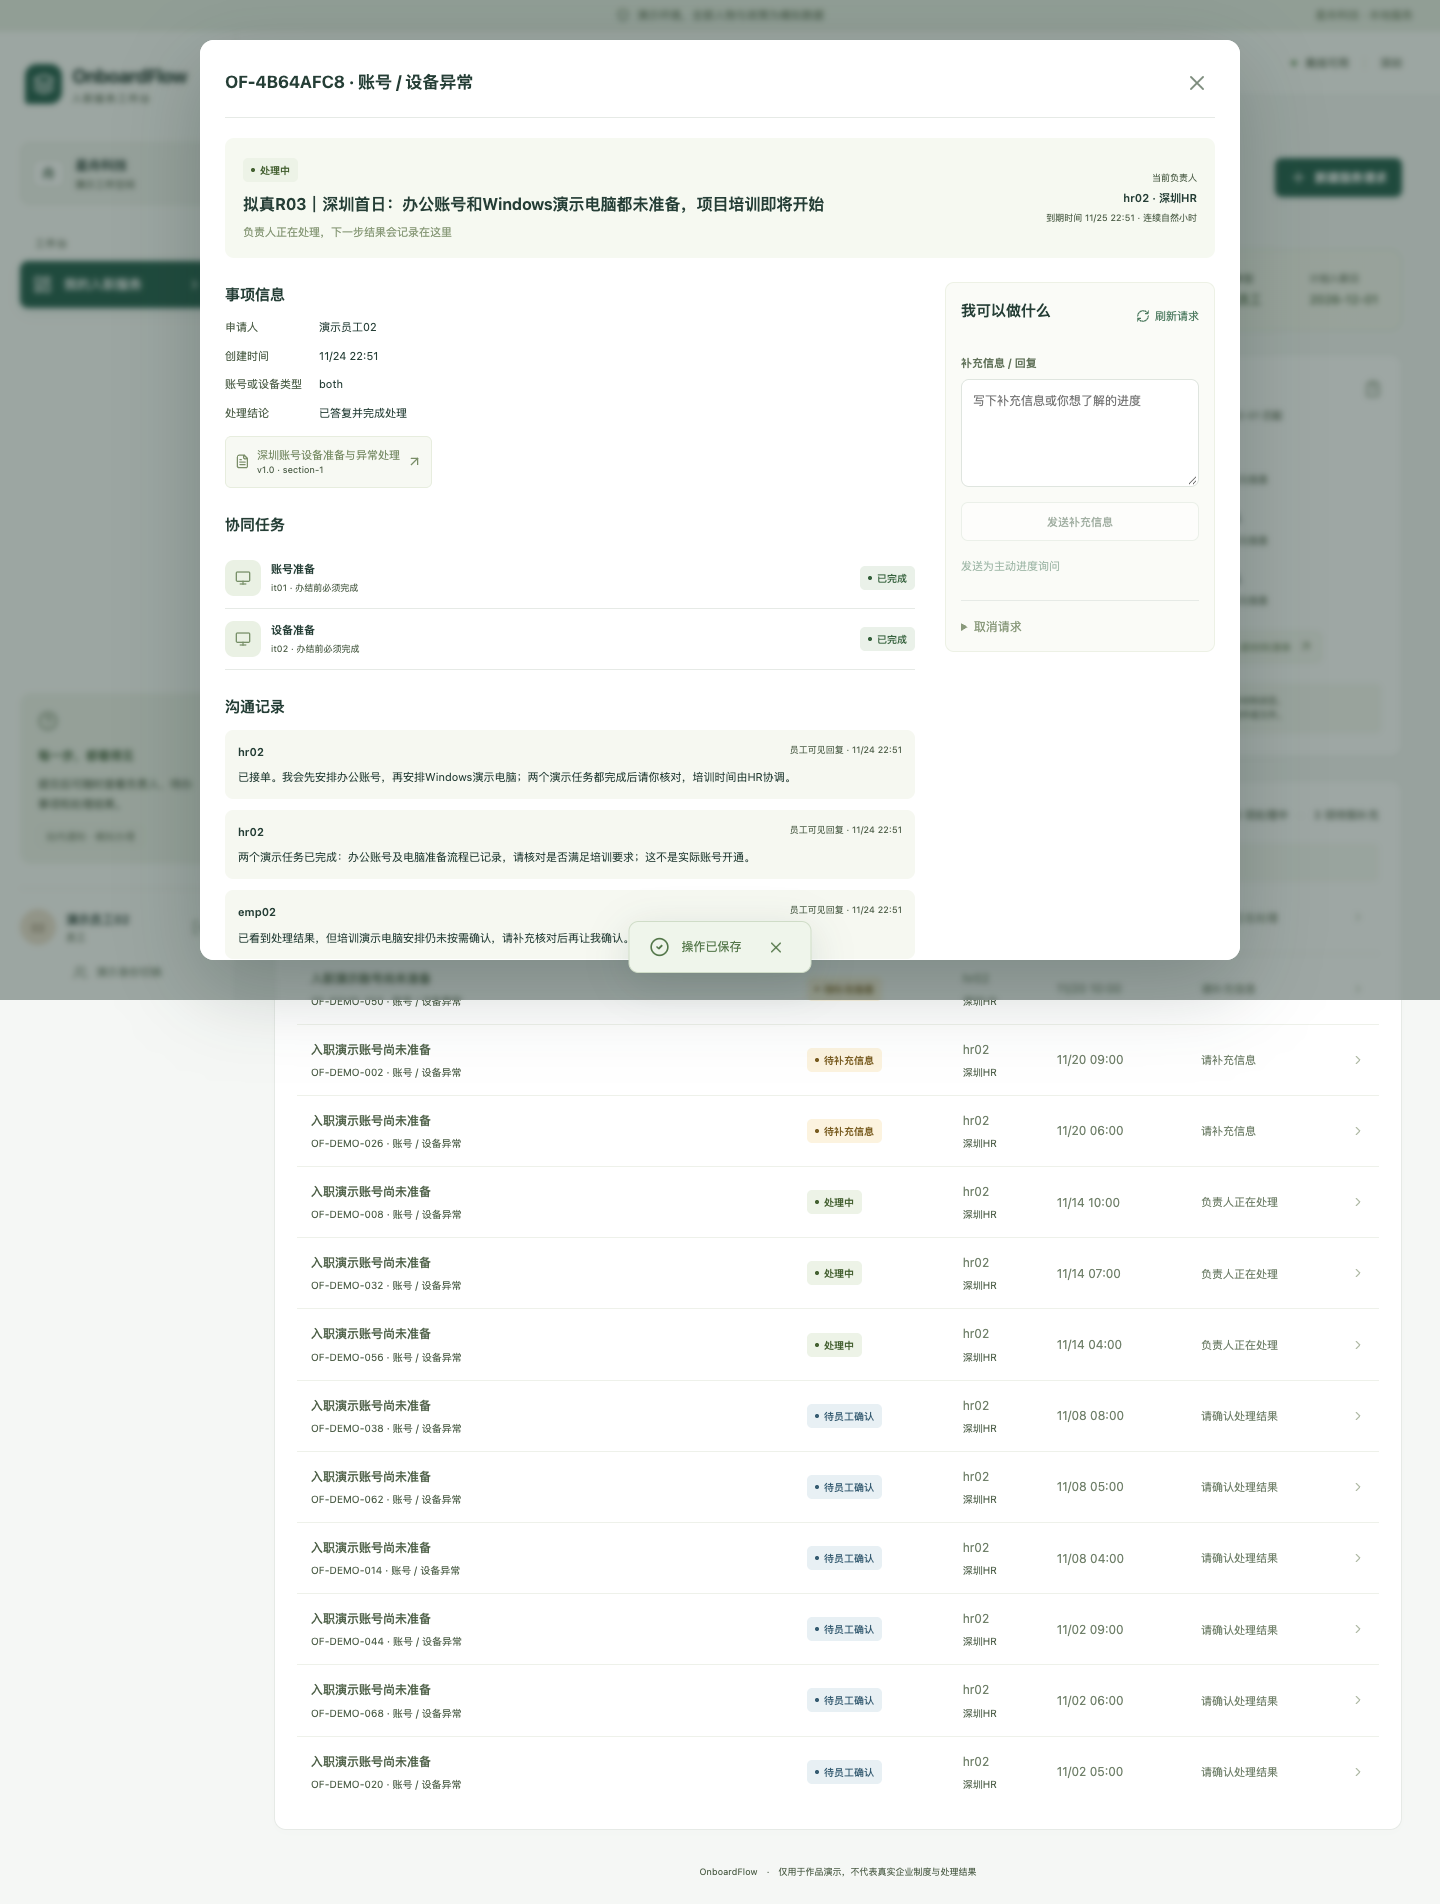 OnboardFlow
OF-4B64AFC8 · 账号 / 设备异常
处理中
拟真R03｜深圳首日：办公账号和Windows演示电脑都未准备，项目培训即将开始
负责人正在处理，下一步结果会记录在这里
当前负责人
hr02 · 深圳HR
到期时间 11/25 22:51 · 连续自然小时
事项信息
申请人 演示员工02
创建时间 11/24 22:51
账号或设备类型 both
处理结论 已答复并完成处理
深圳账号设备准备与异常处理
v1.0 · section-1
协同任务
账号准备
it01 · 办结前必须完成
已完成
设备准备
it02 · 办结前必须完成
已完成
沟通记录
hr02
员工可见回复 · 11/24 22:51
已接单。我会先安排办公账号，再安排Windows演示电脑；两个演示任务都完成后请你核对，培训时间由HR协调。
hr02
员工可见回复 · 11/24 22:51
两个演示任务已完成：办公账号及电脑准备流程已记录，请核对是否满足培训要求；这不是实际账号开通。
emp02
员工可见回复 · 11/24 22:51
已看到处理结果，但培训演示电脑安排仍未按需确认，请补充核对后再让我确认。
我可以做什么
刷新请求
补充信息 / 回复
写下补充信息或你想了解的进度
发送补充信息
发送为主动进度询问
取消请求
操作已保存
OF-DEMO-050 · 账号 / 设备异常
深圳HR
入职演示账号尚未准备
OF-DEMO-002 · 账号 / 设备异常
待补充信息
hr02
深圳HR
11/20 09:00
请补充信息
入职演示账号尚未准备
OF-DEMO-026 · 账号 / 设备异常
待补充信息
hr02
深圳HR
11/20 06:00
请补充信息
入职演示账号尚未准备
OF-DEMO-008 · 账号 / 设备异常
处理中
hr02
深圳HR
11/14 10:00
负责人正在处理
入职演示账号尚未准备
OF-DEMO-032 · 账号 / 设备异常
处理中
hr02
深圳HR
11/14 07:00
负责人正在处理
入职演示账号尚未准备
OF-DEMO-056 · 账号 / 设备异常
处理中
hr02
深圳HR
11/14 04:00
负责人正在处理
入职演示账号尚未准备
OF-DEMO-038 · 账号 / 设备异常
待员工确认
hr02
深圳HR
11/08 08:00
请确认处理结果
入职演示账号尚未准备
OF-DEMO-062 · 账号 / 设备异常
待员工确认
hr02
深圳HR
11/08 05:00
请确认处理结果
入职演示账号尚未准备
OF-DEMO-014 · 账号 / 设备异常
待员工确认
hr02
深圳HR
11/08 04:00
请确认处理结果
入职演示账号尚未准备
OF-DEMO-044 · 账号 / 设备异常
待员工确认
hr02
深圳HR
11/02 09:00
请确认处理结果
入职演示账号尚未准备
OF-DEMO-068 · 账号 / 设备异常
待员工确认
hr02
深圳HR
11/02 06:00
请确认处理结果
入职演示账号尚未准备
OF-DEMO-020 · 账号 / 设备异常
待员工确认
hr02
深圳HR
11/02 05:00
请确认处理结果
OnboardFlow · 仅用于作品演示，不代表真实企业制度与处理结果